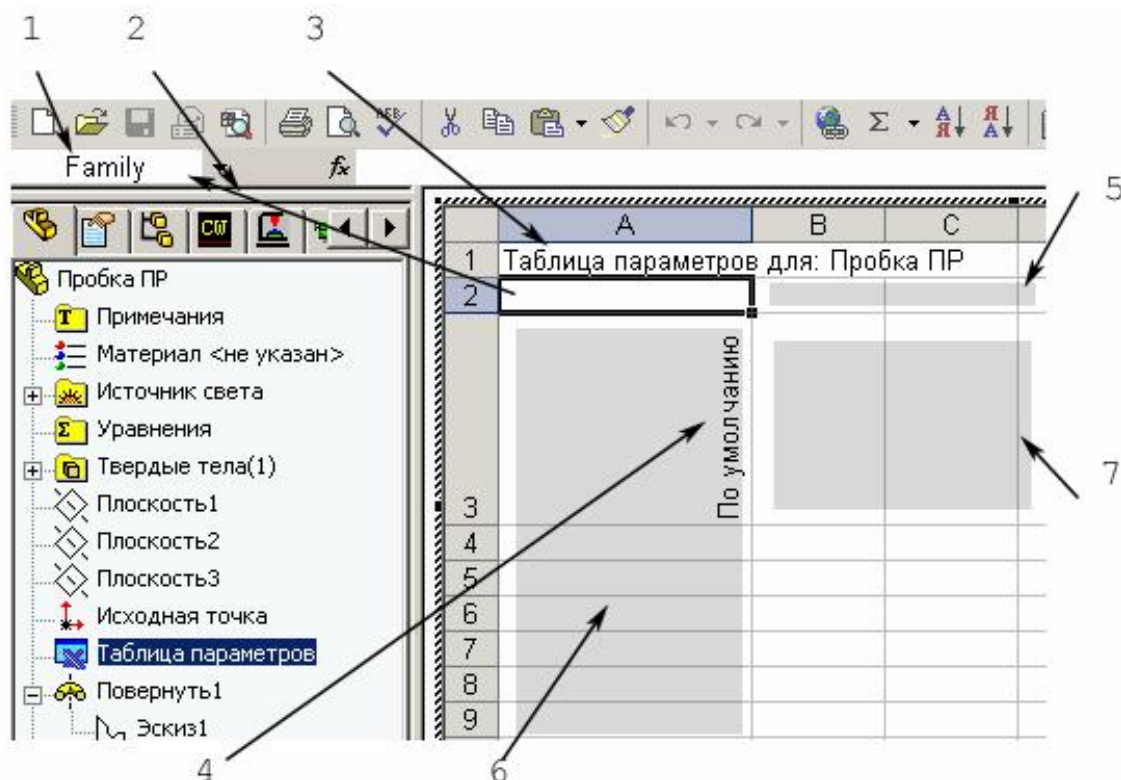 1 2 3
Family fx
5
A B C
1 Таблица параметров для: Пробка ПР
2
Пробка ПР
Примечания
Материал <не указан>
Источник света
Уравнения
Твердые тела(1)
Плоскость1
Плоскость2
Плоскость3
Исходная точка
Таблица параметров
Повернуть1
Эскиз1
По умолчанию
7
3
4
5
6
7
8
9
4 6